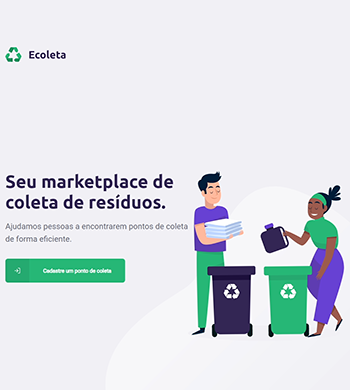 Ecoleta
Seu marketplace de
coleta de resíduos.
Ajudamos pessoas a encontrarem pontos de coleta
de forma eficiente.
Cadastre um ponto de coleta